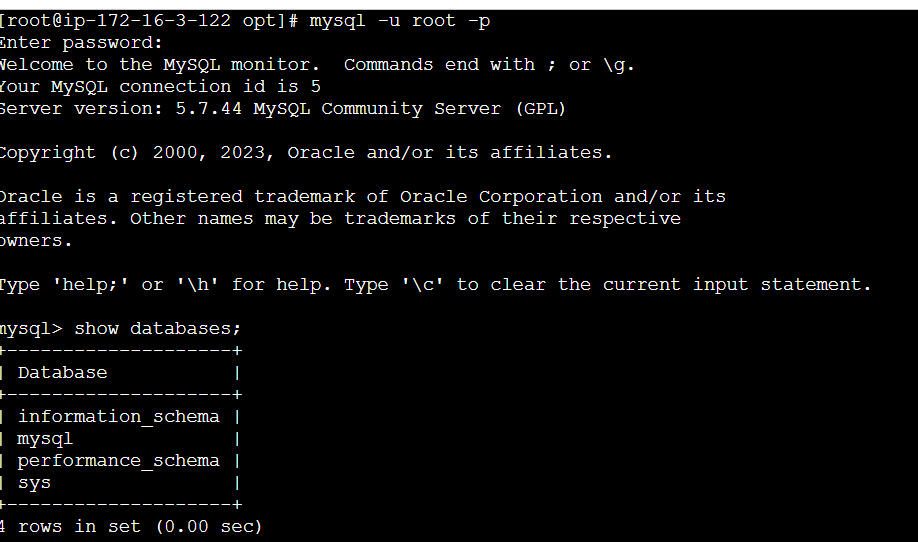 [root@ip-172-16-3-122 opt]# mysql -u root -p
Enter password:
Welcome to the MySQL monitor.  Commands end with ; or \g.
Your MySQL connection id is 5
Server version: 5.7.44 MySQL Community Server (GPL)
Copyright (c) 2000, 2023, Oracle and/or its affiliates.
Oracle is a registered trademark of Oracle Corporation and/or its
affiliates. Other names may be trademarks of their respective
owners.
Type 'help;' or '\h' for help. Type '\c' to clear the current input statement.
mysql> show databases;
+--------------------+
| Database           |
+--------------------+
| information_schema |
| mysql              |
| performance_schema |
| sys                |
+--------------------+
4 rows in set (0.00 sec)